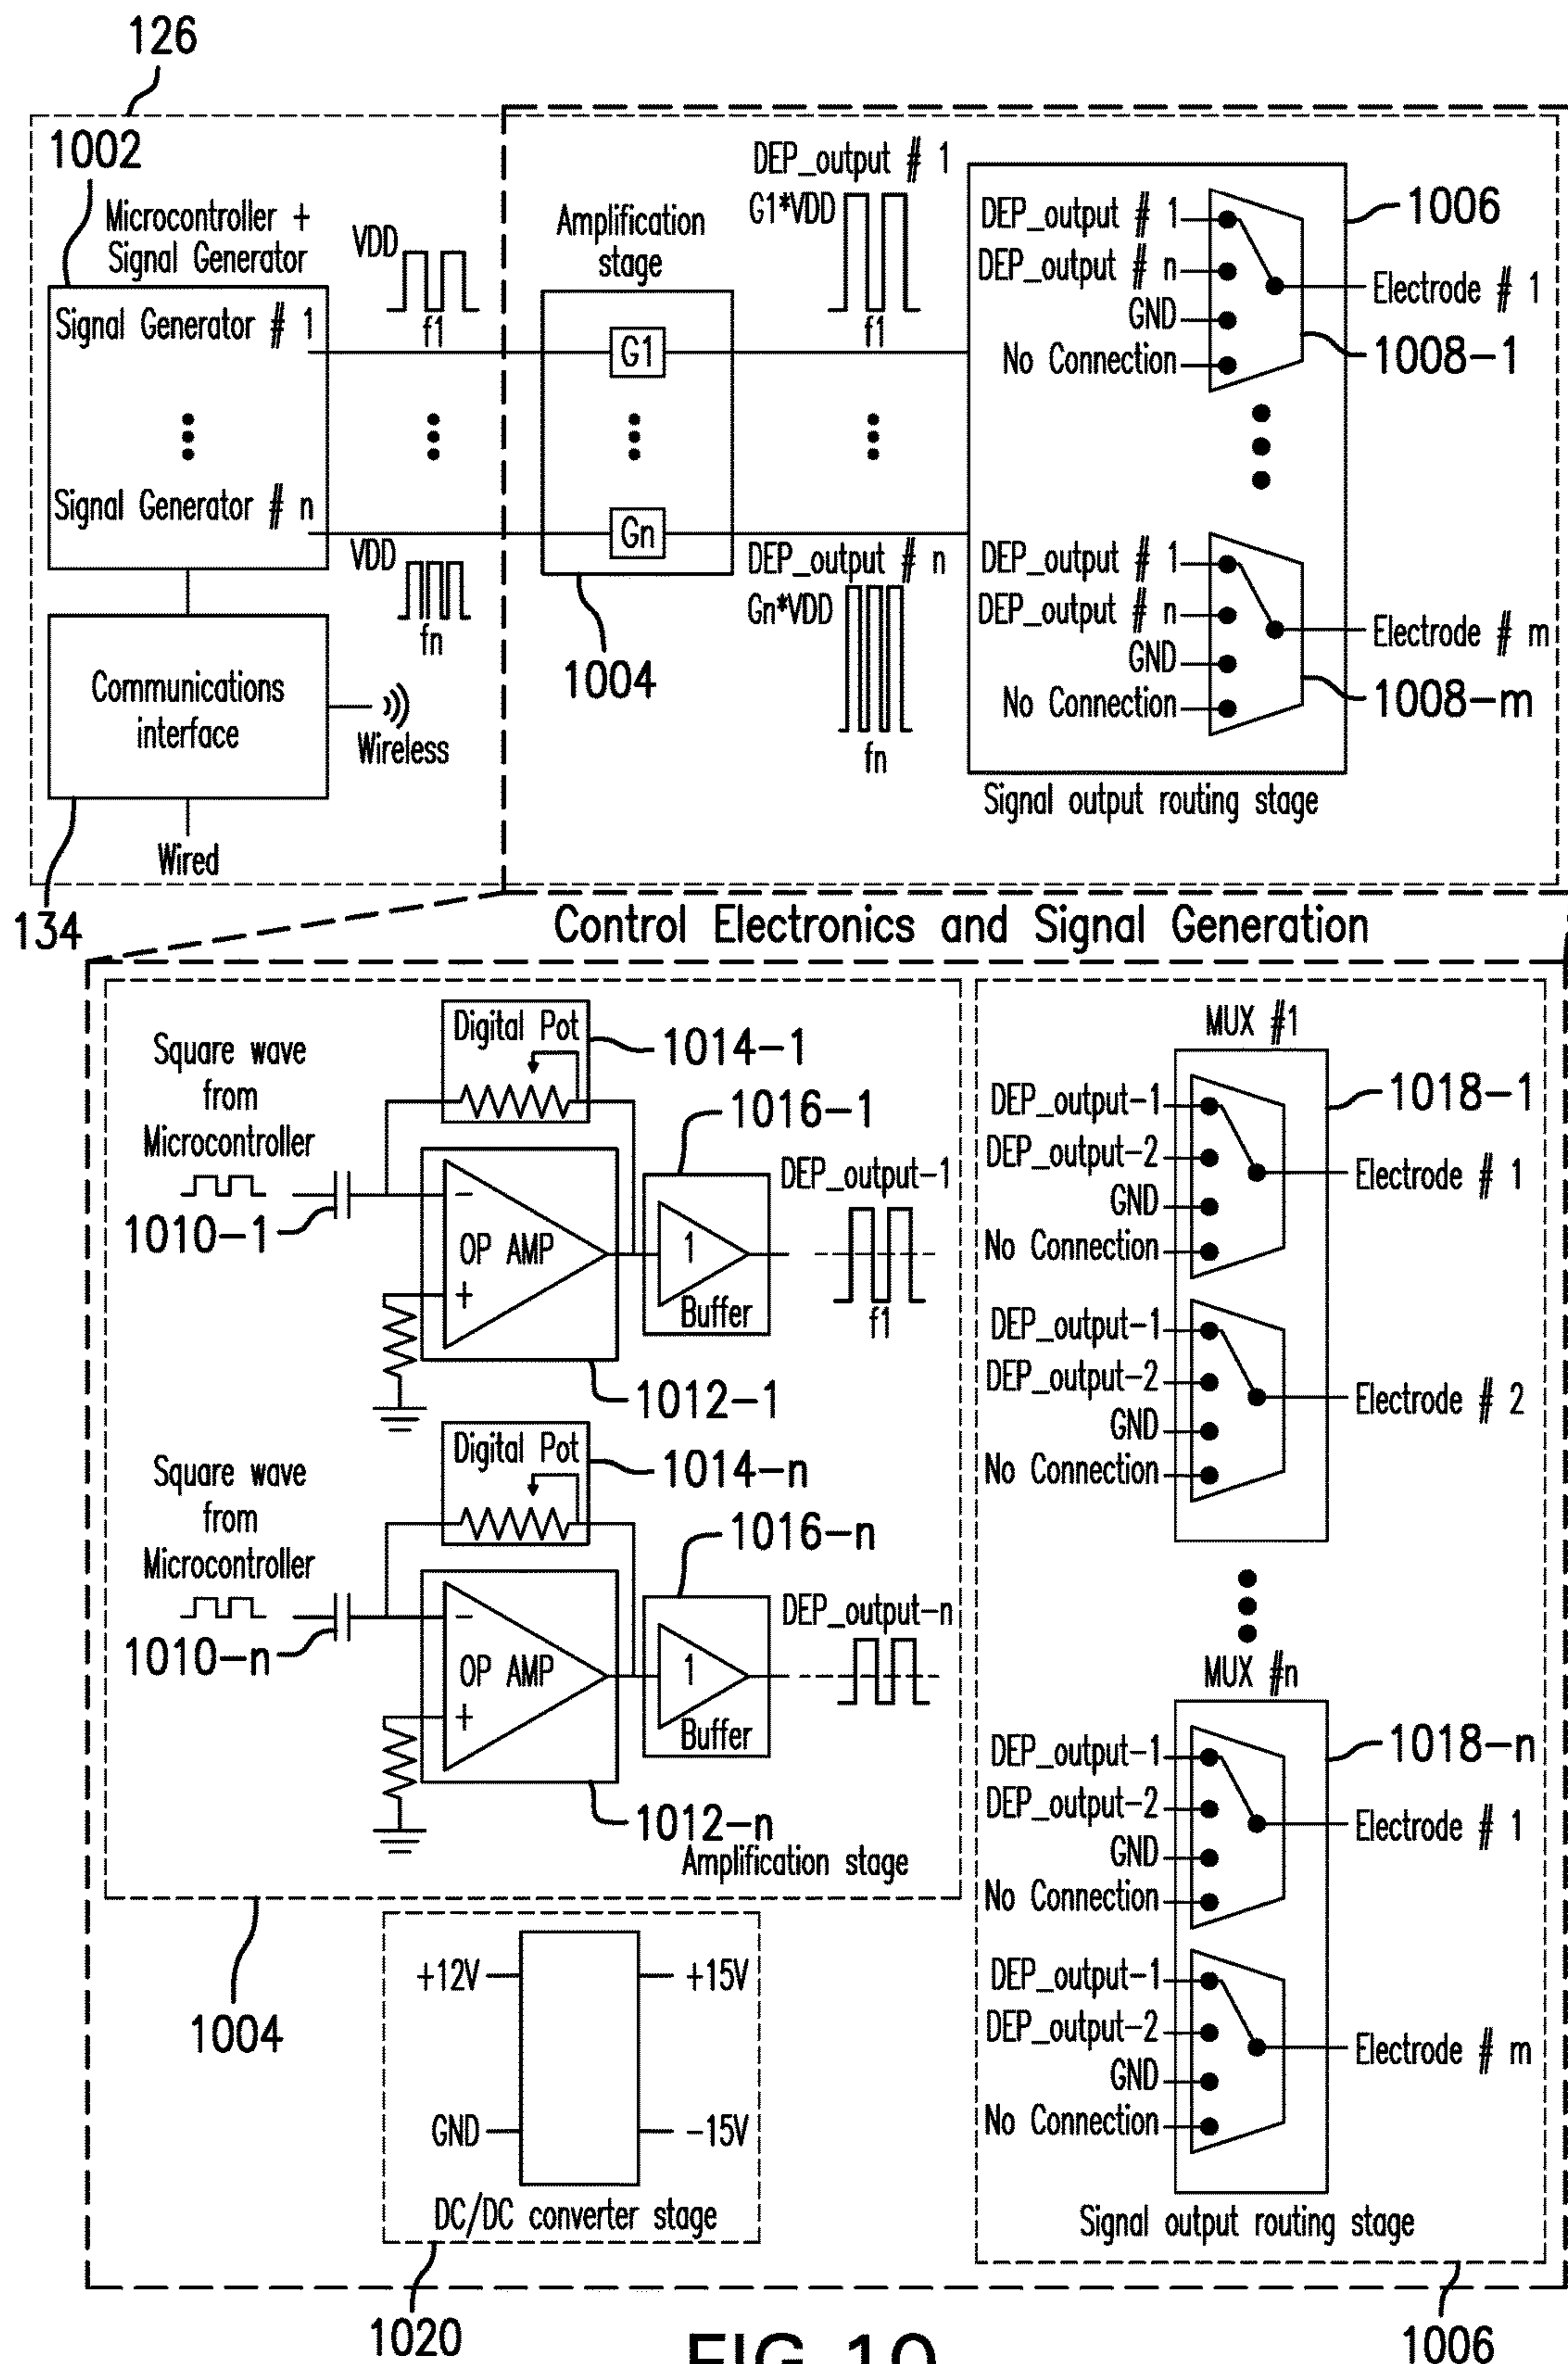 126
1002
Microcontroller +
Signal Generator
Signal Generator # 1
Signal Generator # n
VDD
f1
VDD
fn
Communications
interface
Wireless
Wired
134
Amplification
stage
G1
Gn
1004
DEP_output # 1
G1*VDD
f1
DEP_output # n
Gn*VDD
fn
DEP_output # 1
DEP_output # n
GND
No Connection
Electrode # 1
1006
1008-1
DEP_output # 1
DEP_output # n
GND
No Connection
Electrode # m
1008-m
Signal output routing stage
Control Electronics and Signal Generation
Square wave
from
Microcontroller
1010-1
Digital Pot
1014-1
1016-1
−
OP AMP
+
1
Buffer
DEP_output-1
f1
1012-1
Square wave
from
Microcontroller
1010-n
Digital Pot
1014-n
1016-n
−
OP AMP
+
1
Buffer
DEP_output-n
1012-n
Amplification stage
1004
+12V
GND
+15V
-15V
DC/DC converter stage
1020
MUX #1
1018-1
DEP_output-1
DEP_output-2
GND
No Connection
Electrode # 1
DEP_output-1
DEP_output-2
GND
No Connection
Electrode # 2
MUX #n
1018-n
DEP_output-1
DEP_output-2
GND
No Connection
Electrode # 1
DEP_output-1
DEP_output-2
GND
No Connection
Electrode # m
Signal output routing stage
1006
FIG.10